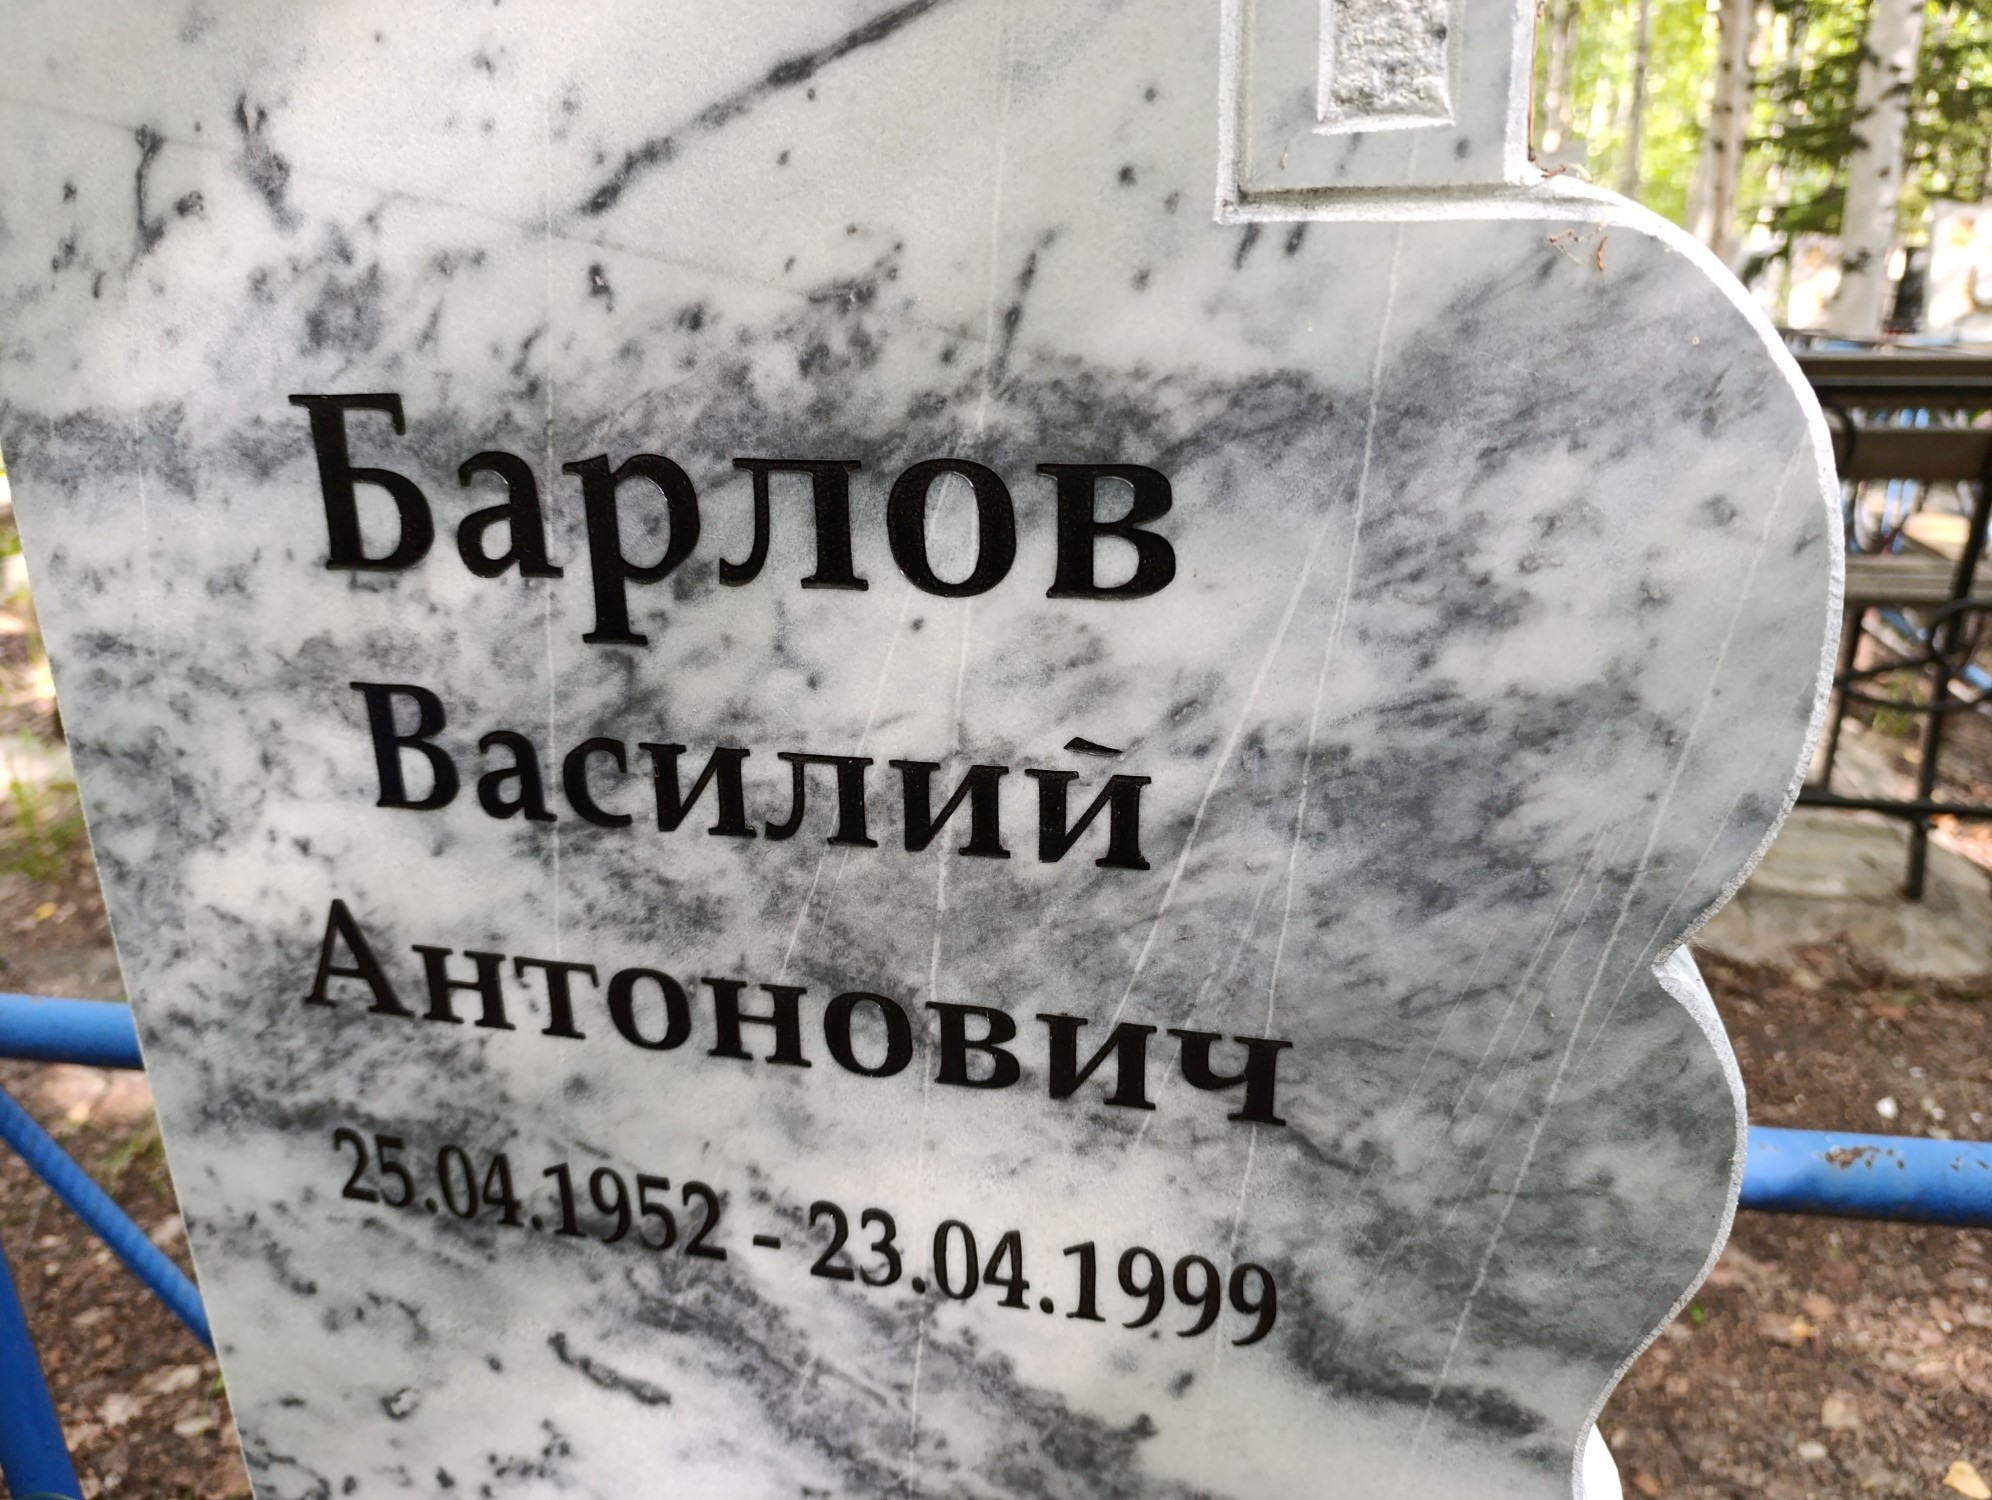 Барлов
Василий
Антонович
25.04.1952 - 23.04.1999